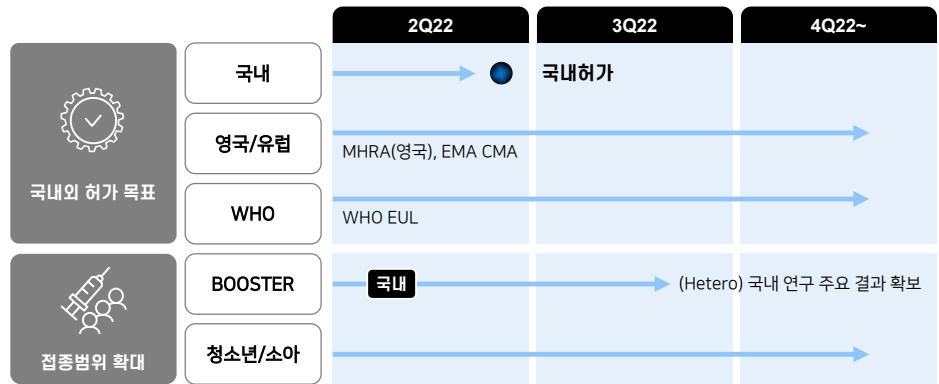 2Q22
3Q22
4Q22~
국내외 허가 목표
국내
국내허가
영국/유럽
MHRA(영국), EMA CMA
WHO
WHO EUL
접종범위 확대
BOOSTER
국내
(Hetero) 국내 연구 주요 결과 확보
청소년/소아